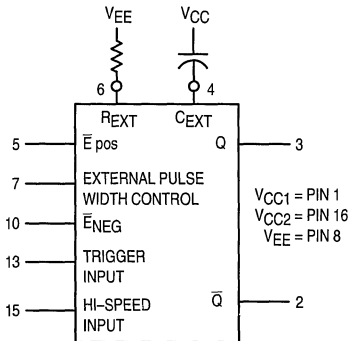 VEE VCC
6 4
REXT CEXT
5 E̅ pos Q 3
7 EXTERNAL PULSE
WIDTH CONTROL
VCC1 = PIN 1
VCC2 = PIN 16
VEE = PIN 8
10 E̅NEG
13 TRIGGER
INPUT
15 HI–SPEED
INPUT
Q̅ 2